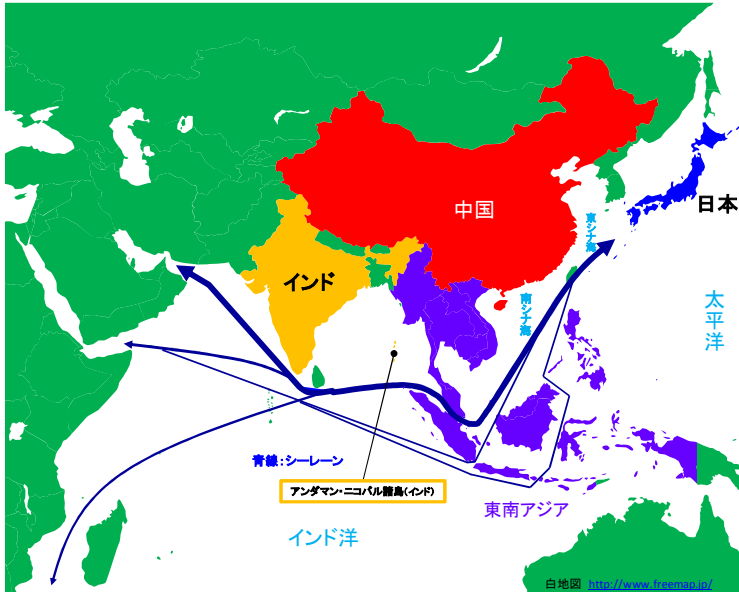 中国
日本
東シナ海
インド
南シナ海
太平洋
青線:シーレーン
アンダマン・ニコバル諸島(インド)
東南アジア
インド洋
白地図 http://www.freemap.jp/